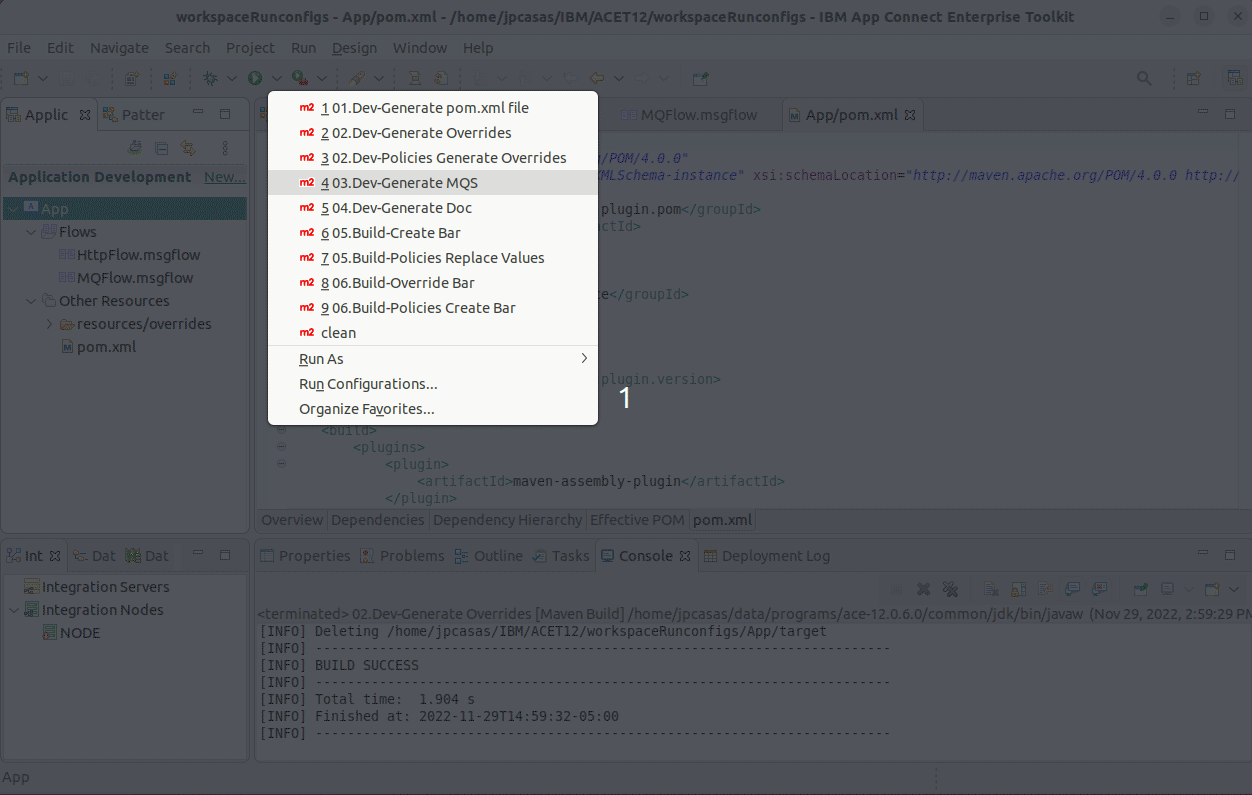 workspaceRunconfigs - App/pom.xml - /home/jpcasas/IBM/ACET12/workspaceRunconfigs - IBM App Connect Enterprise Toolkit
File Edit Navigate Search Project Run Design Window Help
Applic Patter
MQFlow.msgflow App/pom.xml
Application Development New...
App
Flows
HttpFlow.msgflow
MQFlow.msgflow
Other Resources
resources/overrides
pom.xml
m2 1 01.Dev-Generate pom.xml file
m2 2 02.Dev-Generate Overrides
m2 3 02.Dev-Policies Generate Overrides
m2 4 03.Dev-Generate MQS
m2 5 04.Dev-Generate Doc
m2 6 05.Build-Create Bar
m2 7 05.Build-Policies Replace Values
m2 8 06.Build-Override Bar
m2 9 06.Build-Policies Create Bar
m2 clean
Run As
Run Configurations...
Organize Favorites...
1
g/POM/4.0.0"
XMLSchema-instance" xsi:schemaLocation="http://maven.apache.org/POM/4.0.0 http://
plugin.pom</groupId>
ctId>
e</groupId>
plugin.version>
<build>
<plugins>
<plugin>
<artifactId>maven-assembly-plugin</artifactId>
</plugin>
Overview Dependencies Dependency Hierarchy Effective POM pom.xml
Int Dat Dat
Integration Servers
Integration Nodes
NODE
Properties Problems Outline Tasks Console Deployment Log
<terminated> 02.Dev-Generate Overrides [Maven Build] /home/jpcasas/data/programs/ace-12.0.6.0/common/jdk/bin/javaw (Nov 29, 2022, 2:59:29 PM
[INFO] Deleting /home/jpcasas/IBM/ACET12/workspaceRunconfigs/App/target
[INFO] ------------------------------------------------------------------------
[INFO] BUILD SUCCESS
[INFO] ------------------------------------------------------------------------
[INFO] Total time:  1.904 s
[INFO] Finished at: 2022-11-29T14:59:32-05:00
[INFO] ------------------------------------------------------------------------
App